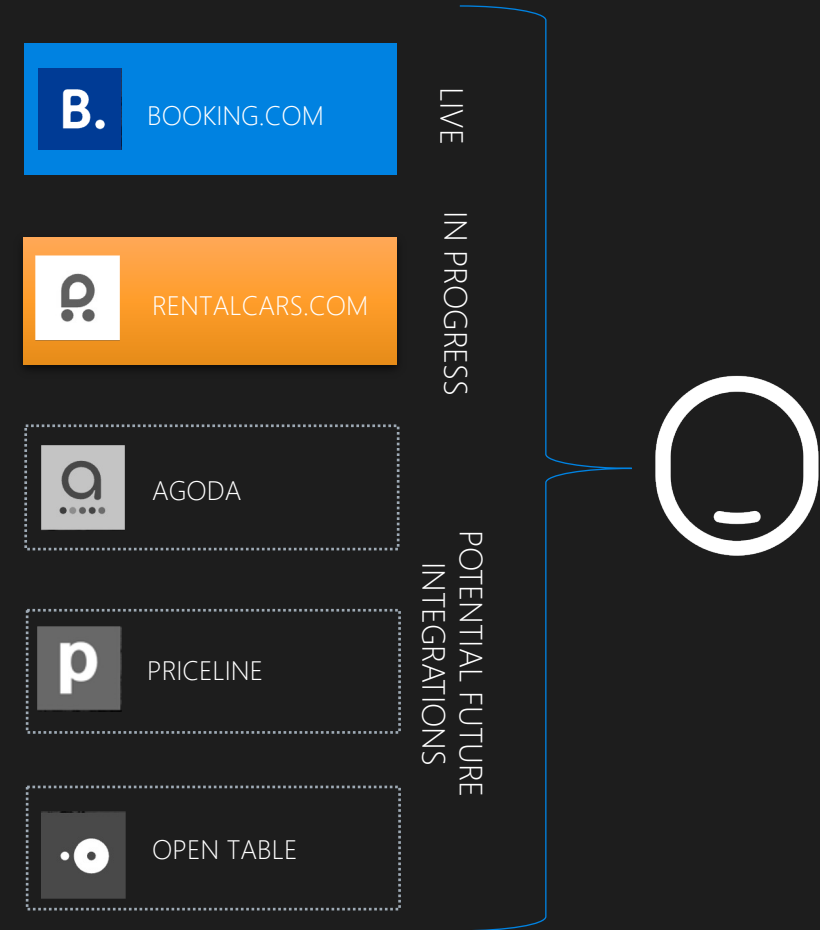 B.
BOOKING.COM
LIVE
RENTALCARS.COM
IN PROGRESS
a
AGODA
p
PRICELINE
OPEN TABLE
POTENTIAL FUTURE
INTEGRATIONS